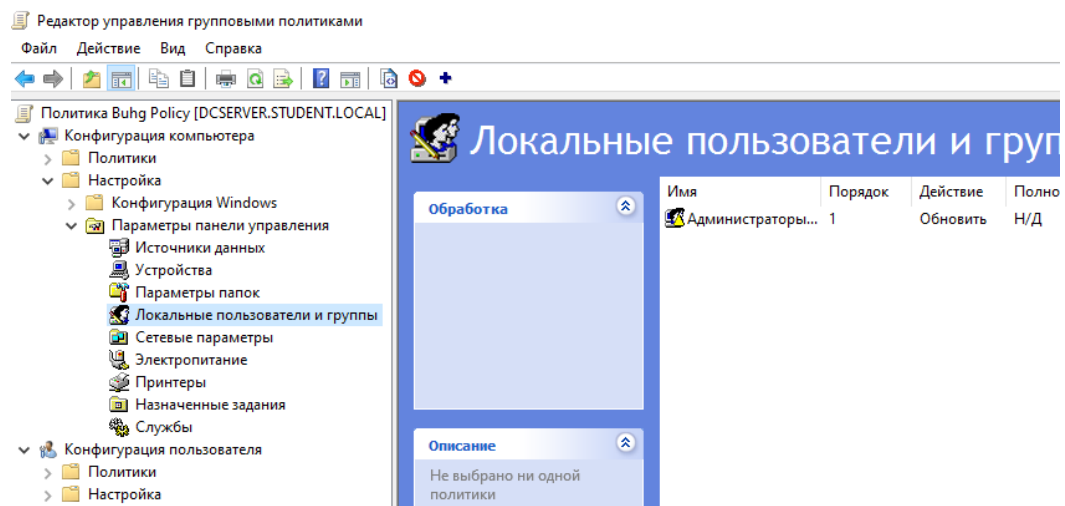 Редактор управления групповыми политиками
Файл Действие Вид Справка
Политика Buhg Policy [DCSERVER.STUDENT.LOCAL]
Конфигурация компьютера
Политики
Настройка
Конфигурация Windows
Параметры панели управления
Источники данных
Устройства
Параметры папок
Локальные пользователи и группы
Сетевые параметры
Электропитание
Принтеры
Назначенные задания
Службы
Конфигурация пользователя
Политики
Настройка
Локальные пользователи и груп
Обработка
Описание
Не выбрано ни одной
политики
Имя Порядок Действие Полно
Администраторы... 1 Обновить Н/Д